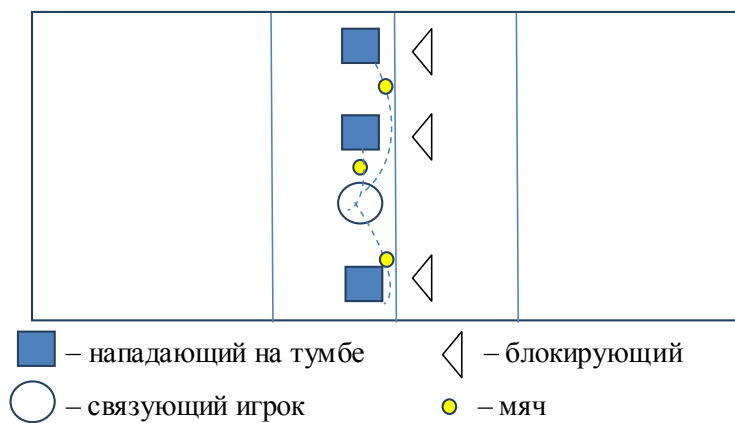 – нападающий на тумбе
– блокирующий
– связующий игрок
– мяч